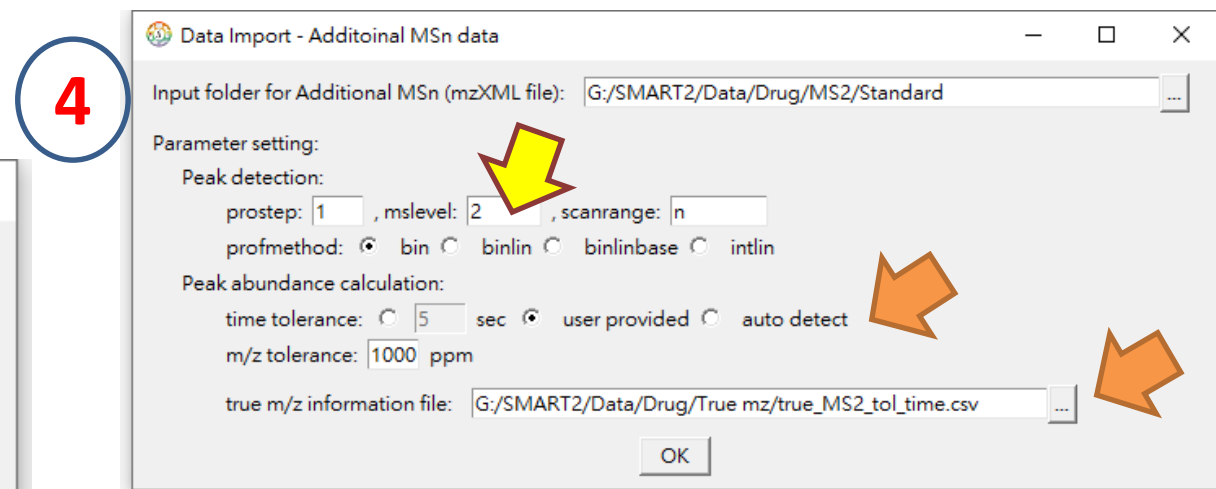 4
Data Import - Additoinal MSn data
Input folder for Additional MSn (mzXML file): G:/SMART2/Data/Drug/MS2/Standard ...
Parameter setting:
Peak detection:
prostep: 1 , mslevel: 2 , scanrange: n
profmethod: bin binlin binlinbase intlin
Peak abundance calculation:
time tolerance: 5 sec user provided auto detect
m/z tolerance: 1000 ppm
true m/z information file: G:/SMART2/Data/Drug/True mz/true_MS2_tol_time.csv ...
OK